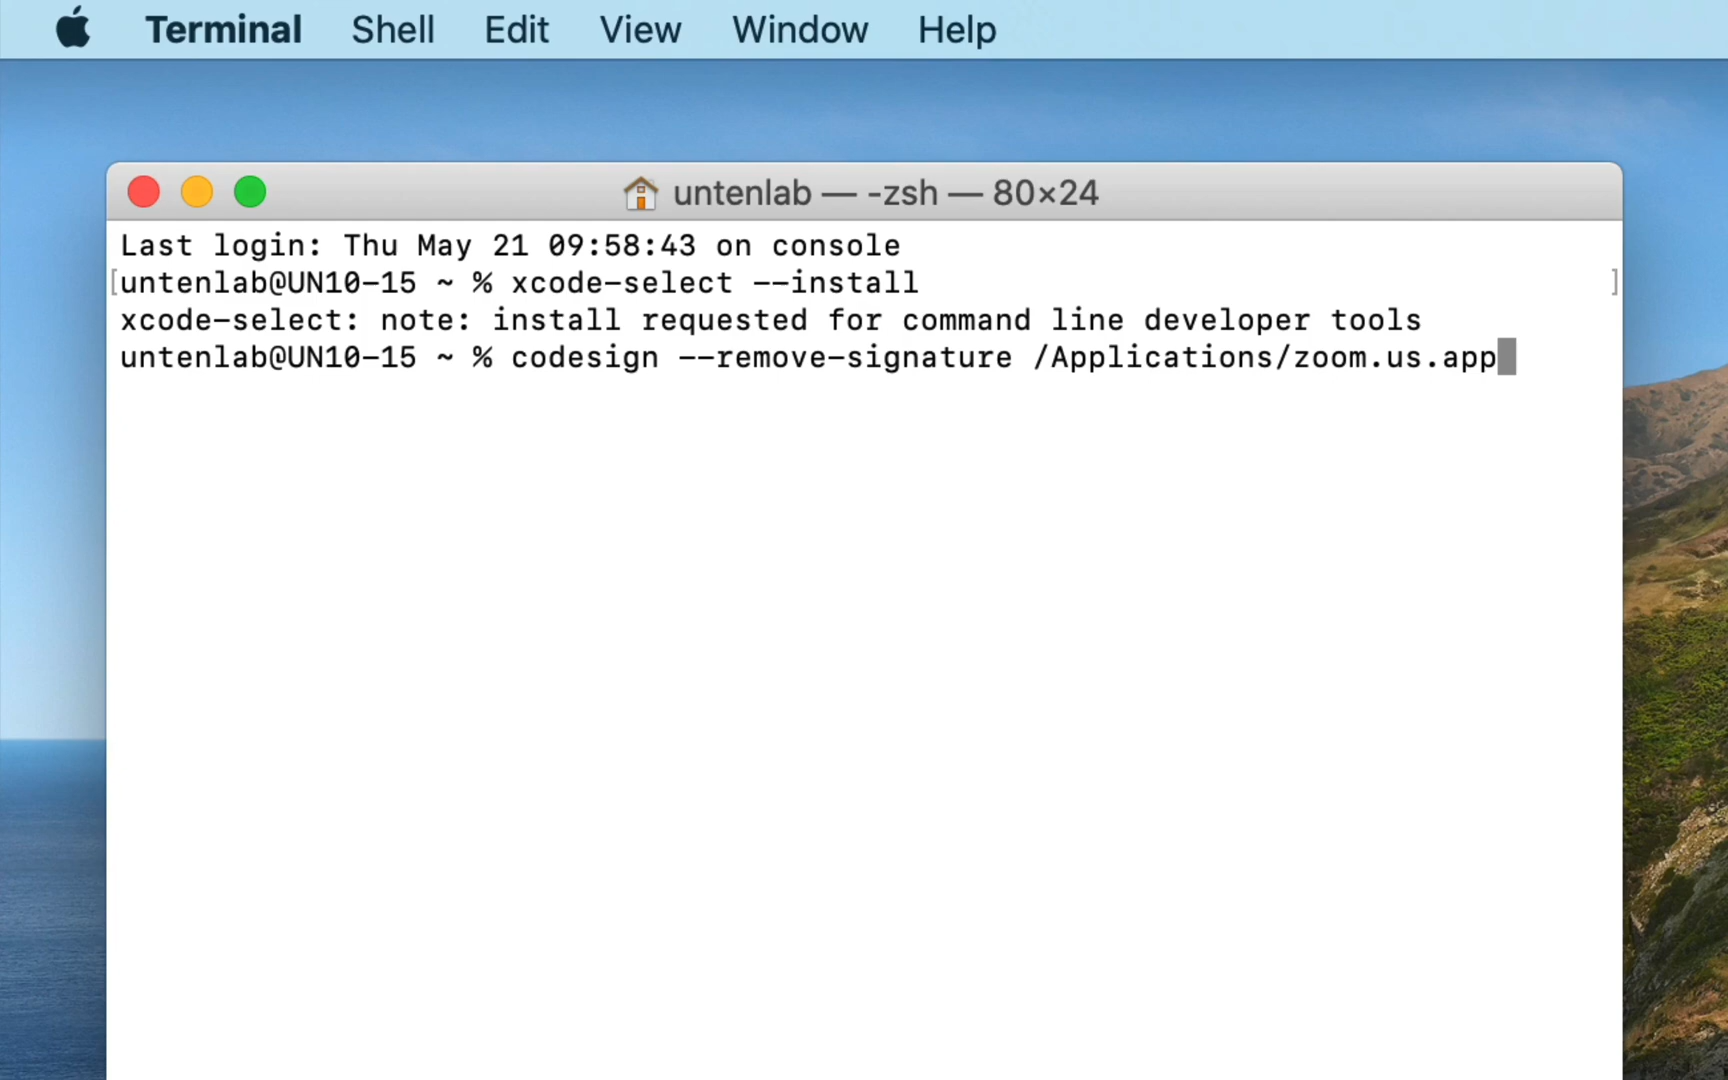 Terminal Shell Edit View Window Help
untenlab — -zsh — 80×24
Last login: Thu May 21 09:58:43 on console
[untenlab@UN10-15 ~ % xcode-select --install ]
xcode-select: note: install requested for command line developer tools
untenlab@UN10-15 ~ % codesign --remove-signature /Applications/zoom.us.app